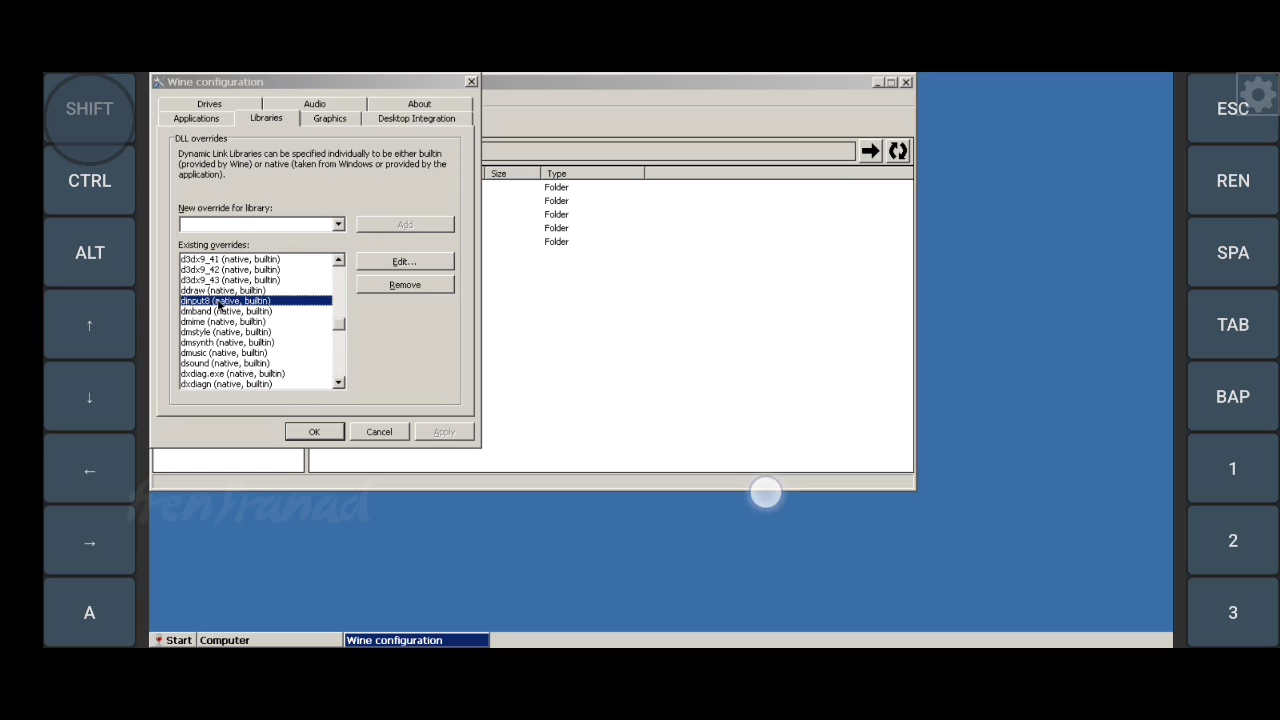 SHIFT
CTRL
ALT
↑
↓
←
→
A
Wine configuration
Drives
Audio
About
Applications
Libraries
Graphics
Desktop Integration
DLL overrides
Dynamic Link Libraries can be specified individually to be either builtin
(provided by Wine) or native (taken from Windows or provided by the
application).
New override for library:
Add
Existing overrides:
d3dx9_41 (native, builtin)
d3dx9_42 (native, builtin)
d3dx9_43 (native, builtin)
ddraw (native, builtin)
dinput8 (native, builtin)
dmband (native, builtin)
dmime (native, builtin)
dmstyle (native, builtin)
dmsynth (native, builtin)
dmusic (native, builtin)
dsound (native, builtin)
dxdiag.exe (native, builtin)
dxdiagn (native, builtin)
Edit...
Remove
OK
Cancel
Apply
Size
Type
Folder
Folder
Folder
Folder
Folder
Start
Computer
Wine configuration
ESC
REN
SPA
TAB
BAP
1
2
3